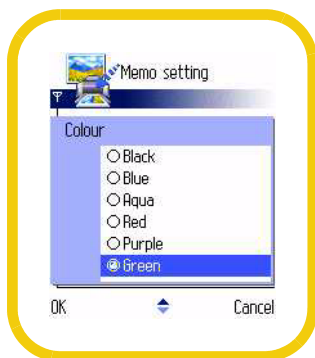 Memo setting
Colour
Black
Blue
Aqua
Red
Purple
Green
OK Cancel